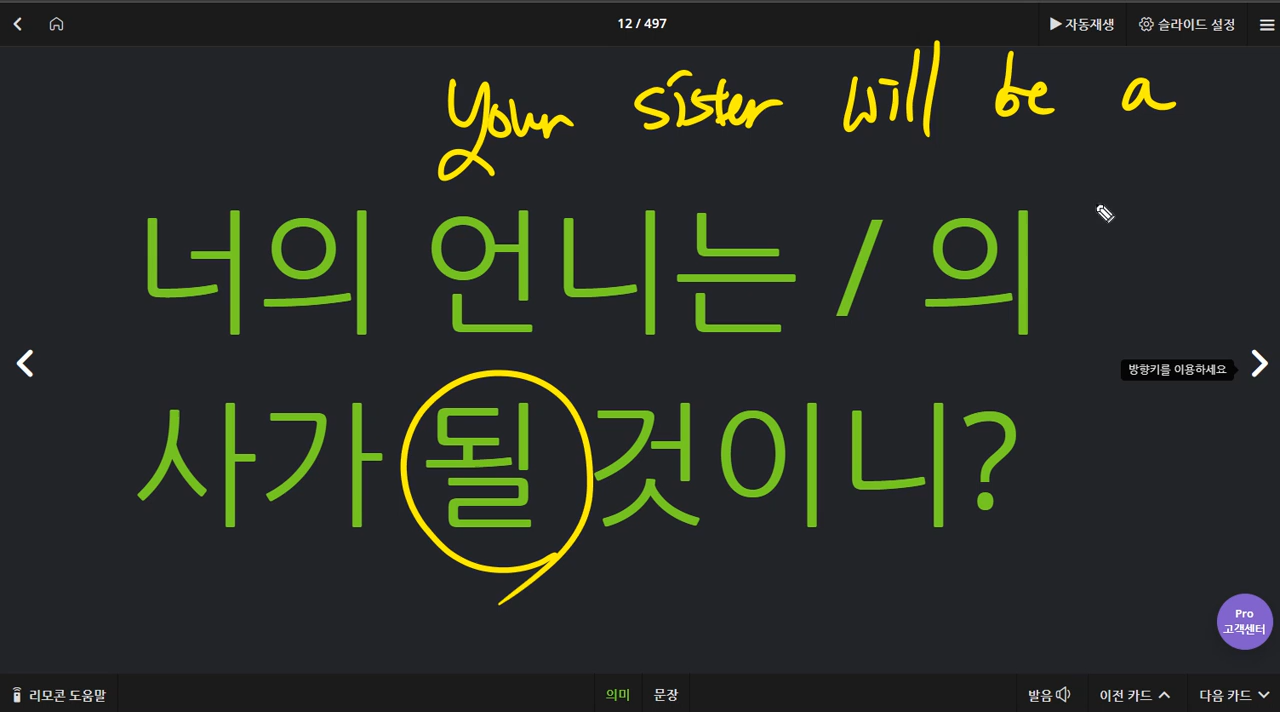 12 / 497
자동재생
슬라이드 설정
Your sister will be a
너의 언니는 / 의
사가 될 것이니?
방향키를 이용하세요
Pro
고객센터
리모콘 도움말
의미
문장
발음
이전 카드
다음 카드